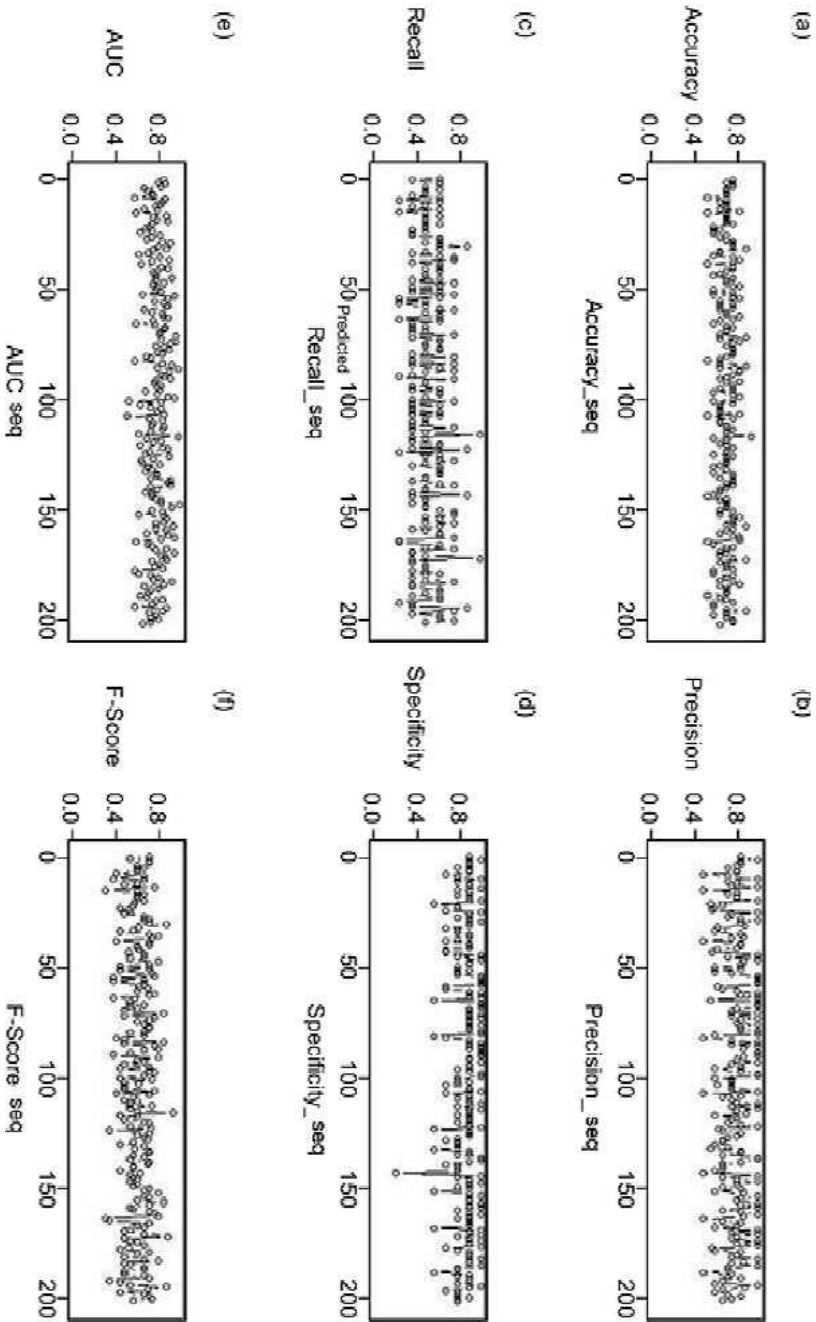 (a)
Accuracy
0.0 0.4 0.8
0 50 100 150 200
Accuracy_seq
(b)
Precision
0.0 0.4 0.8
0 50 100 150 200
Precision_seq
(c)
Recall
0.0 0.4 0.8
0 50 100 150 200
Predicted
Recall_seq
(d)
Specificity
0.0 0.4 0.8
0 50 100 150 200
Specificity_seq
(e)
AUC
0.0 0.4 0.8
0 50 100 150 200
AUC_seq
(f)
F-Score
0.0 0.4 0.8
0 50 100 150 200
F-Score_seq